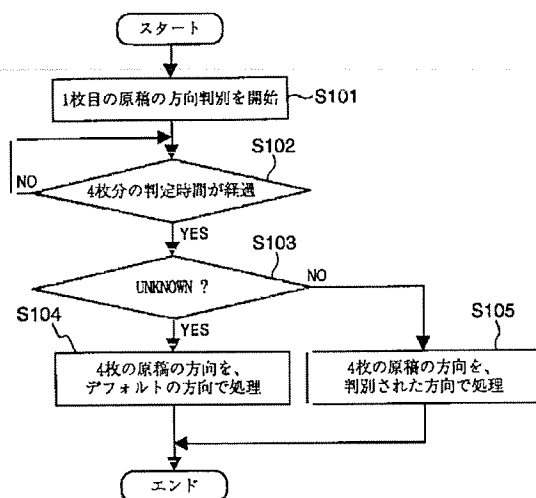 スタート
1枚目の原稿の方向判別を開始
S101
S102
4枚分の判定時間が経過
NO
YES
S103
UNKNOWN ?
NO
S104
YES
S105
4枚の原稿の方向を、
デフォルトの方向で処理
4枚の原稿の方向を、
判別された方向で処理
エンド